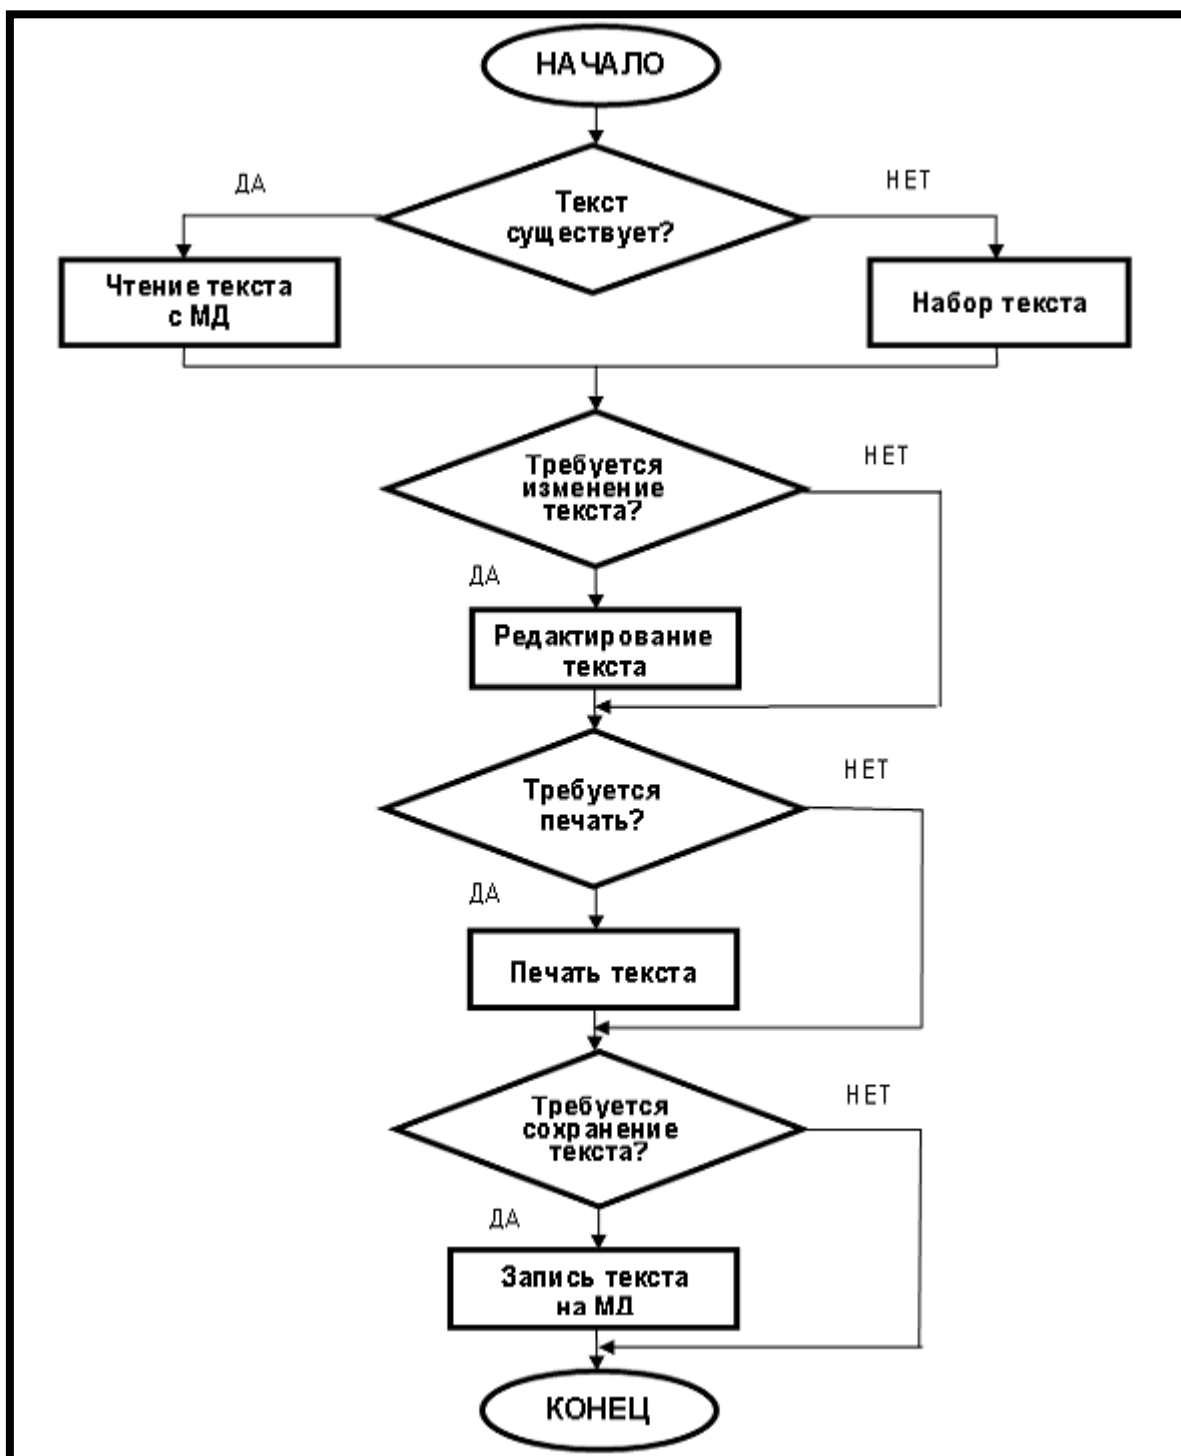 НАЧАЛО
ДА
НЕТ
Текст
существует?
Чтение текста
с МД
Набор текста
Требуется
изменение
текста?
НЕТ
ДА
Редактирование
текста
Требуется
печать?
НЕТ
ДА
Печать текста
Требуется
сохранение
текста?
НЕТ
ДА
Запись текста
на МД
КОНЕЦ